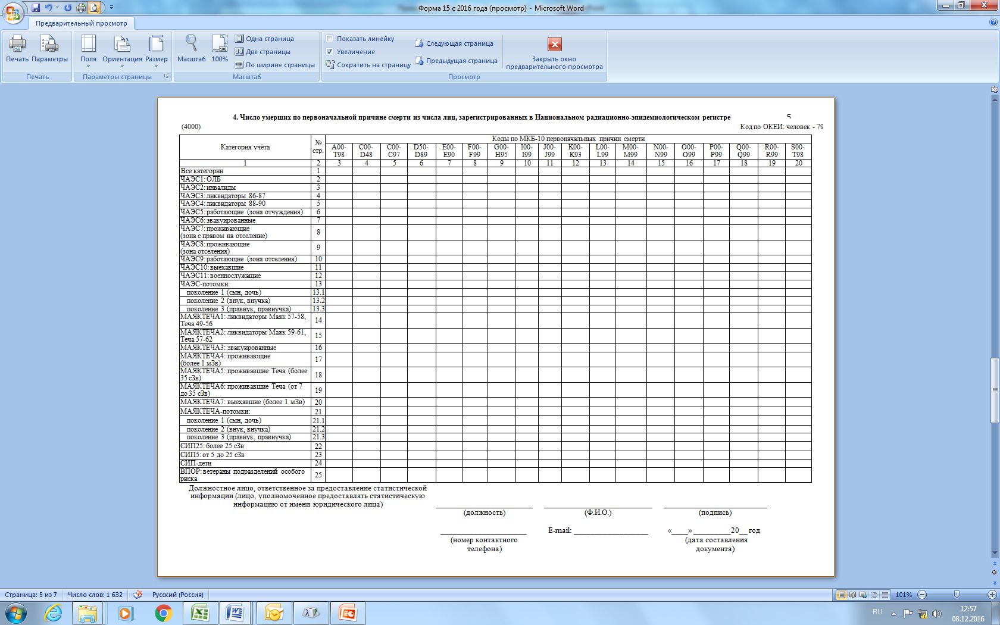 Форма 15 с 2016 года (просмотр) - Microsoft Word
Предварительный просмотр
Печать
Параметры
Поля
Ориентация
Размер
Масштаб
100%
Одна страница
Две страницы
По ширине страницы
Показать линейку
Увеличение
Сократить на страницу
Следующая страница
Предыдущая страница
Закрыть окно
предварительного просмотра
Печать
Параметры страницы
Масштаб
Просмотр
5
4. Число умерших по первоначальной причине смерти из числа лиц, зарегистрированных в Национальном радиационно-эпидемиологическом регистре
(4000)
Код по ОКЕИ: человек - 79
Категория учёта
№
стр.
Коды по МКБ-10 первоначальных причин смерти
A00-T98 C00-D48 C00-C97 D50-D89 E00-E90 F00-F99 G00-H95 I00-I99 J00-J99 K00-K93 L00-L99 M00-M99 N00-N99 O00-O99 P00-P99 Q00-Q99 R00-R99 S00-T98
1 2 3 4 5 6 7 8 9 10 11 12 13 14 15 16 17 18 19 20
Все категории 1
ЧАЭС1: ОЛБ 2
ЧАЭС2: инвалиды 3
ЧАЭС3: ликвидаторы 86-87 4
ЧАЭС4: ликвидаторы 88-90 5
ЧАЭС5: работающие (зона отчуждения) 6
ЧАЭС6: эвакуированные 7
ЧАЭС7: проживающие
(зона с правом на отселение) 8
ЧАЭС8: проживающие
(зона отселения) 9
ЧАЭС9: работающие (зона отселения) 10
ЧАЭС10: выехавшие 11
ЧАЭС11: военнослужащие 12
ЧАЭС-потомки: 13
поколение 1 (сын, дочь) 13.1
поколение 2 (внук, внучка) 13.2
поколение 3 (правнук, правнучка) 13.3
МАЯКТЕЧА1: ликвидаторы Маяк 57-58,
Теча 49-56 14
МАЯКТЕЧА2: ликвидаторы Маяк 59-61,
Теча 57-62 15
МАЯКТЕЧА3: эвакуированные 16
МАЯКТЕЧА4: проживающие
(более 1 мЗв) 17
МАЯКТЕЧА5: проживавшие Теча (более
35 сЗв) 18
МАЯКТЕЧА6: проживавшие Теча (от 7
до 35 сЗв) 19
МАЯКТЕЧА7: выехавшие (более 1 мЗв) 20
МАЯКТЕЧА-потомки: 21
поколение 1 (сын, дочь) 21.1
поколение 2 (внук, внучка) 21.2
поколение 3 (правнук, правнучка) 21.3
СИП25: более 25 сЗв 22
СИП5: от 5 до 25 сЗв 23
СИП-дети 24
ВПОР: ветераны подразделений особого
риска 25
Должностное лицо, ответственное за предоставление статистической
информации (лицо, уполномоченное предоставлять статистическую
информацию от имени юридического лица)
(должность) (Ф.И.О.) (подпись)
E-mail: ____________________ «____» __________20__ год
(номер контактного
телефона)
(дата составления
документа)
Страница: 5 из 7
Число слов: 1 632
Русский (Россия)
101%
RU
12:57
08.12.2016